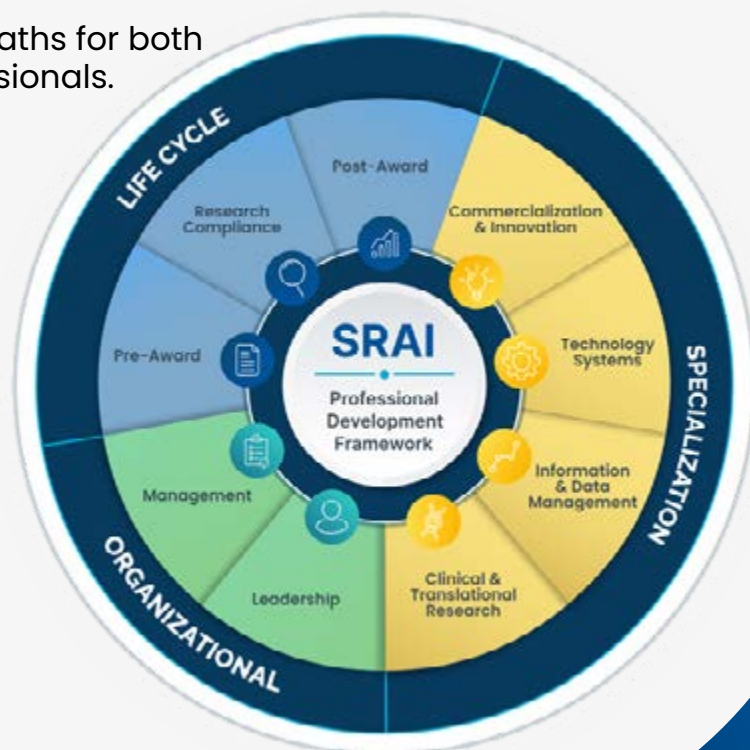 aths for both
sionals.
LIFE CYCLE
Post-Award
Research
Compliance
Pre-Award
Commercialization
& Innovation
Technology
Systems
Information
& Data
Management
Clinical &
Translational
Research
SPECIALIZATION
Management
Leadership
ORGANIZATIONAL
SRAI
Professional
Development
Framework